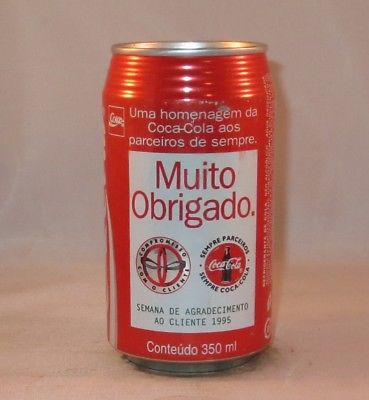 Uma homenagem da
Coca-Cola aos
parceiros de sempre.
Muito
Obrigado.
COMPROMISSO
COM O CLIENTE
SEMPRE PARCEIROS
Coca-Cola
SEMPRE COCA-COLA
SEMANA DE AGRADECIMENTO
AO CLIENTE 1995
Conteúdo 350 ml